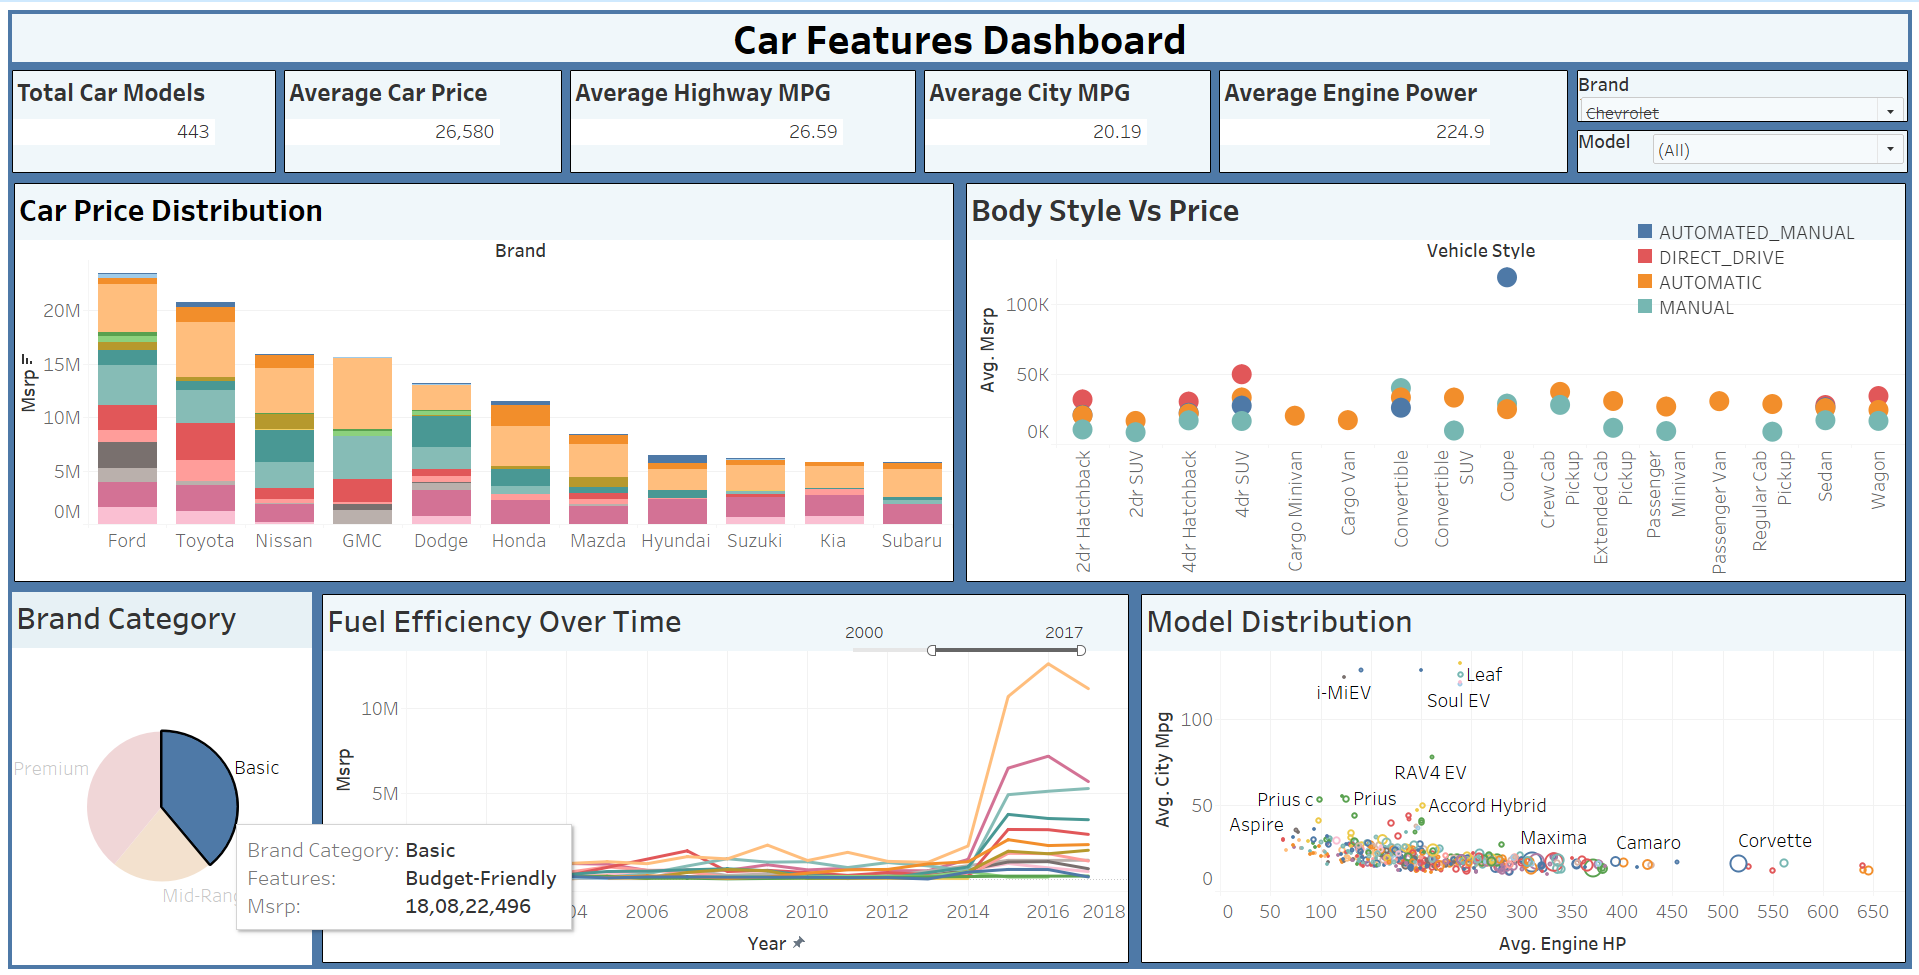 Car Features Dashboard
Total Car Models
443
Average Car Price
26,580
Average Highway MPG
26.59
Average City MPG
20.19
Average Engine Power
224.9
Brand
Chevrolet
Model
(All)
Car Price Distribution
Brand
Msrp
20M
15M
10M
5M
0M
Ford Toyota Nissan GMC Dodge Honda Mazda Hyundai Suzuki Kia Subaru
Body Style Vs Price
AUTOMATED_MANUAL
DIRECT_DRIVE
AUTOMATIC
MANUAL
Vehicle Style
Avg. Msrp
100K
50K
0K
2dr Hatchback
2dr SUV
4dr Hatchback
4dr SUV
Cargo Minivan
Cargo Van
Convertible
Convertible
SUV
Coupe
Crew Cab
Pickup
Extended Cab
Pickup
Passenger
Minivan
Passenger Van
Regular Cab
Pickup
Sedan
Wagon
Brand Category
Premium
Basic
Mid-Rang
Brand Category: Basic
Features: Budget-Friendly
Msrp: 18,08,22,496
Fuel Efficiency Over Time
2000 2017
Msrp
10M
5M
04 2006 2008 2010 2012 2014 2016 2018
Year
Model Distribution
Avg. City Mpg
100
50
0
i-MiEV
Leaf
Soul EV
RAV4 EV
Prius c
Prius
Accord Hybrid
Aspire
Maxima
Camaro
Corvette
0 50 100 150 200 250 300 350 400 450 500 550 600 650
Avg. Engine HP